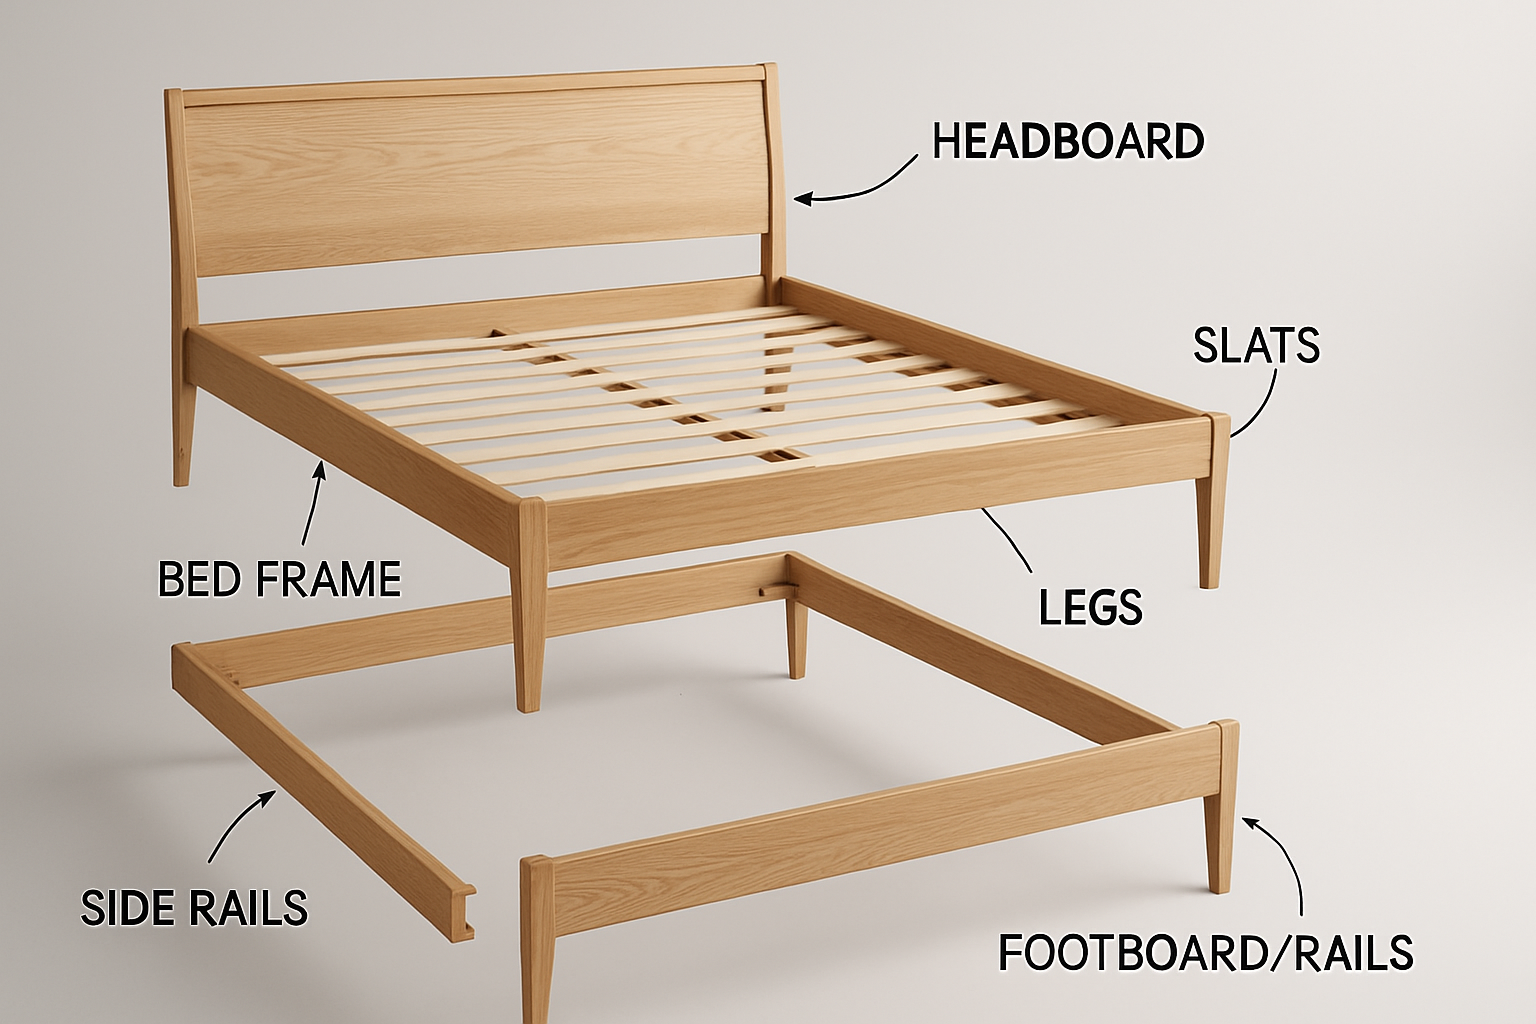 HEADBOARD
SLATS
BED FRAME
LEGS
SIDE RAILS
FOOTBOARD/RAILS